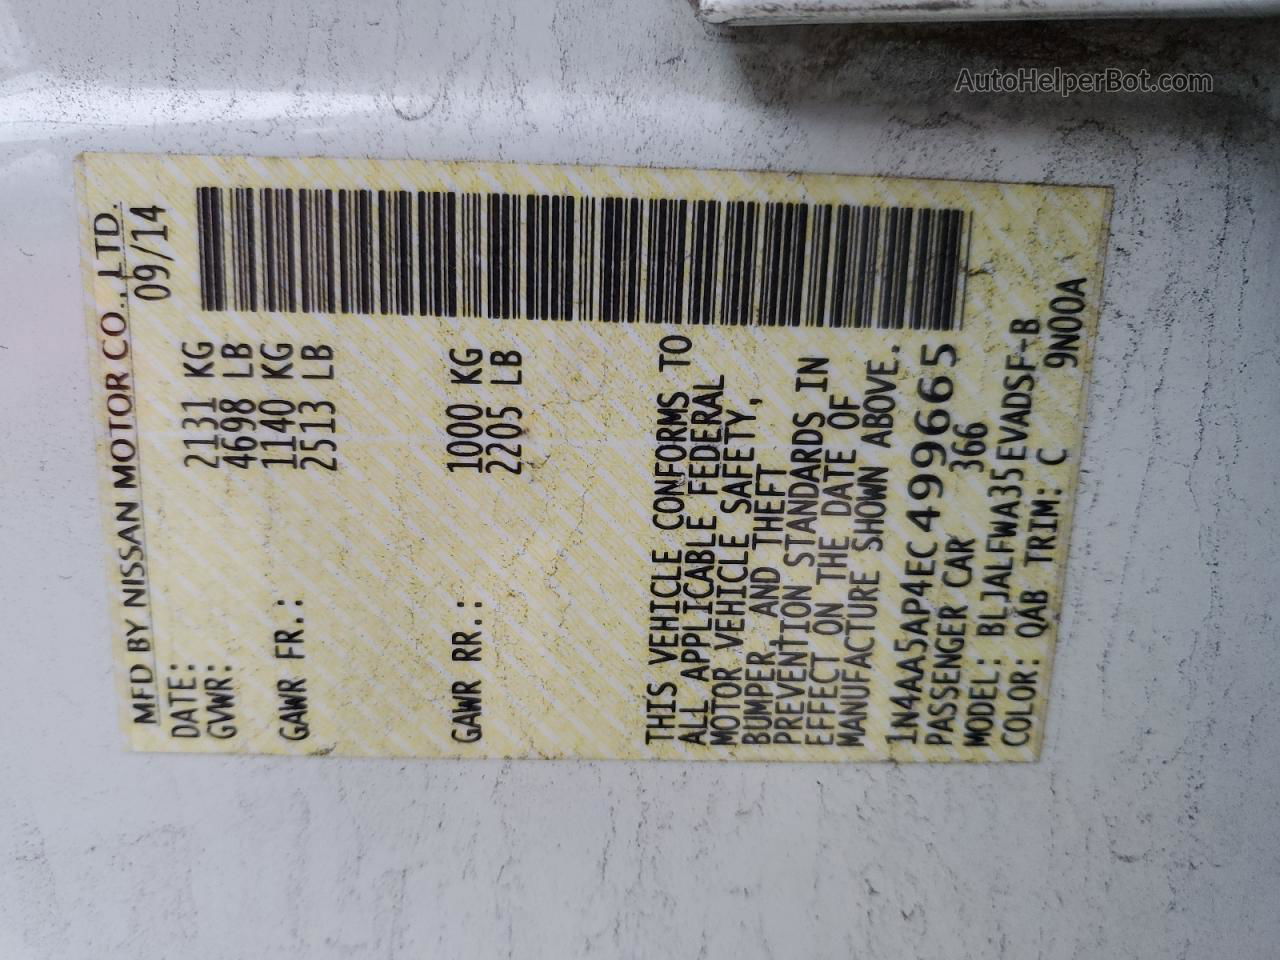 AutoHelperBot.com
MFD BY NISSAN MOTOR CO., LTD.
DATE: 09/14
GVWR: 2131 KG
4698 LB
GAWR FR.: 1140 KG
2513 LB
GAWR RR.: 1000 KG
2205 LB
THIS VEHICLE CONFORMS TO
ALL APPLICABLE FEDERAL
MOTOR VEHICLE SAFETY,
BUMPER AND THEFT
PREVENTION STANDARDS IN
EFFECT ON THE DATE OF
MANUFACTURE SHOWN ABOVE.
1N4AA5AP4EC499665
PASSENGER CAR 366
MODEL: BLJALFWA35EVADSF-B
COLOR: QAB TRIM: C 9N00A